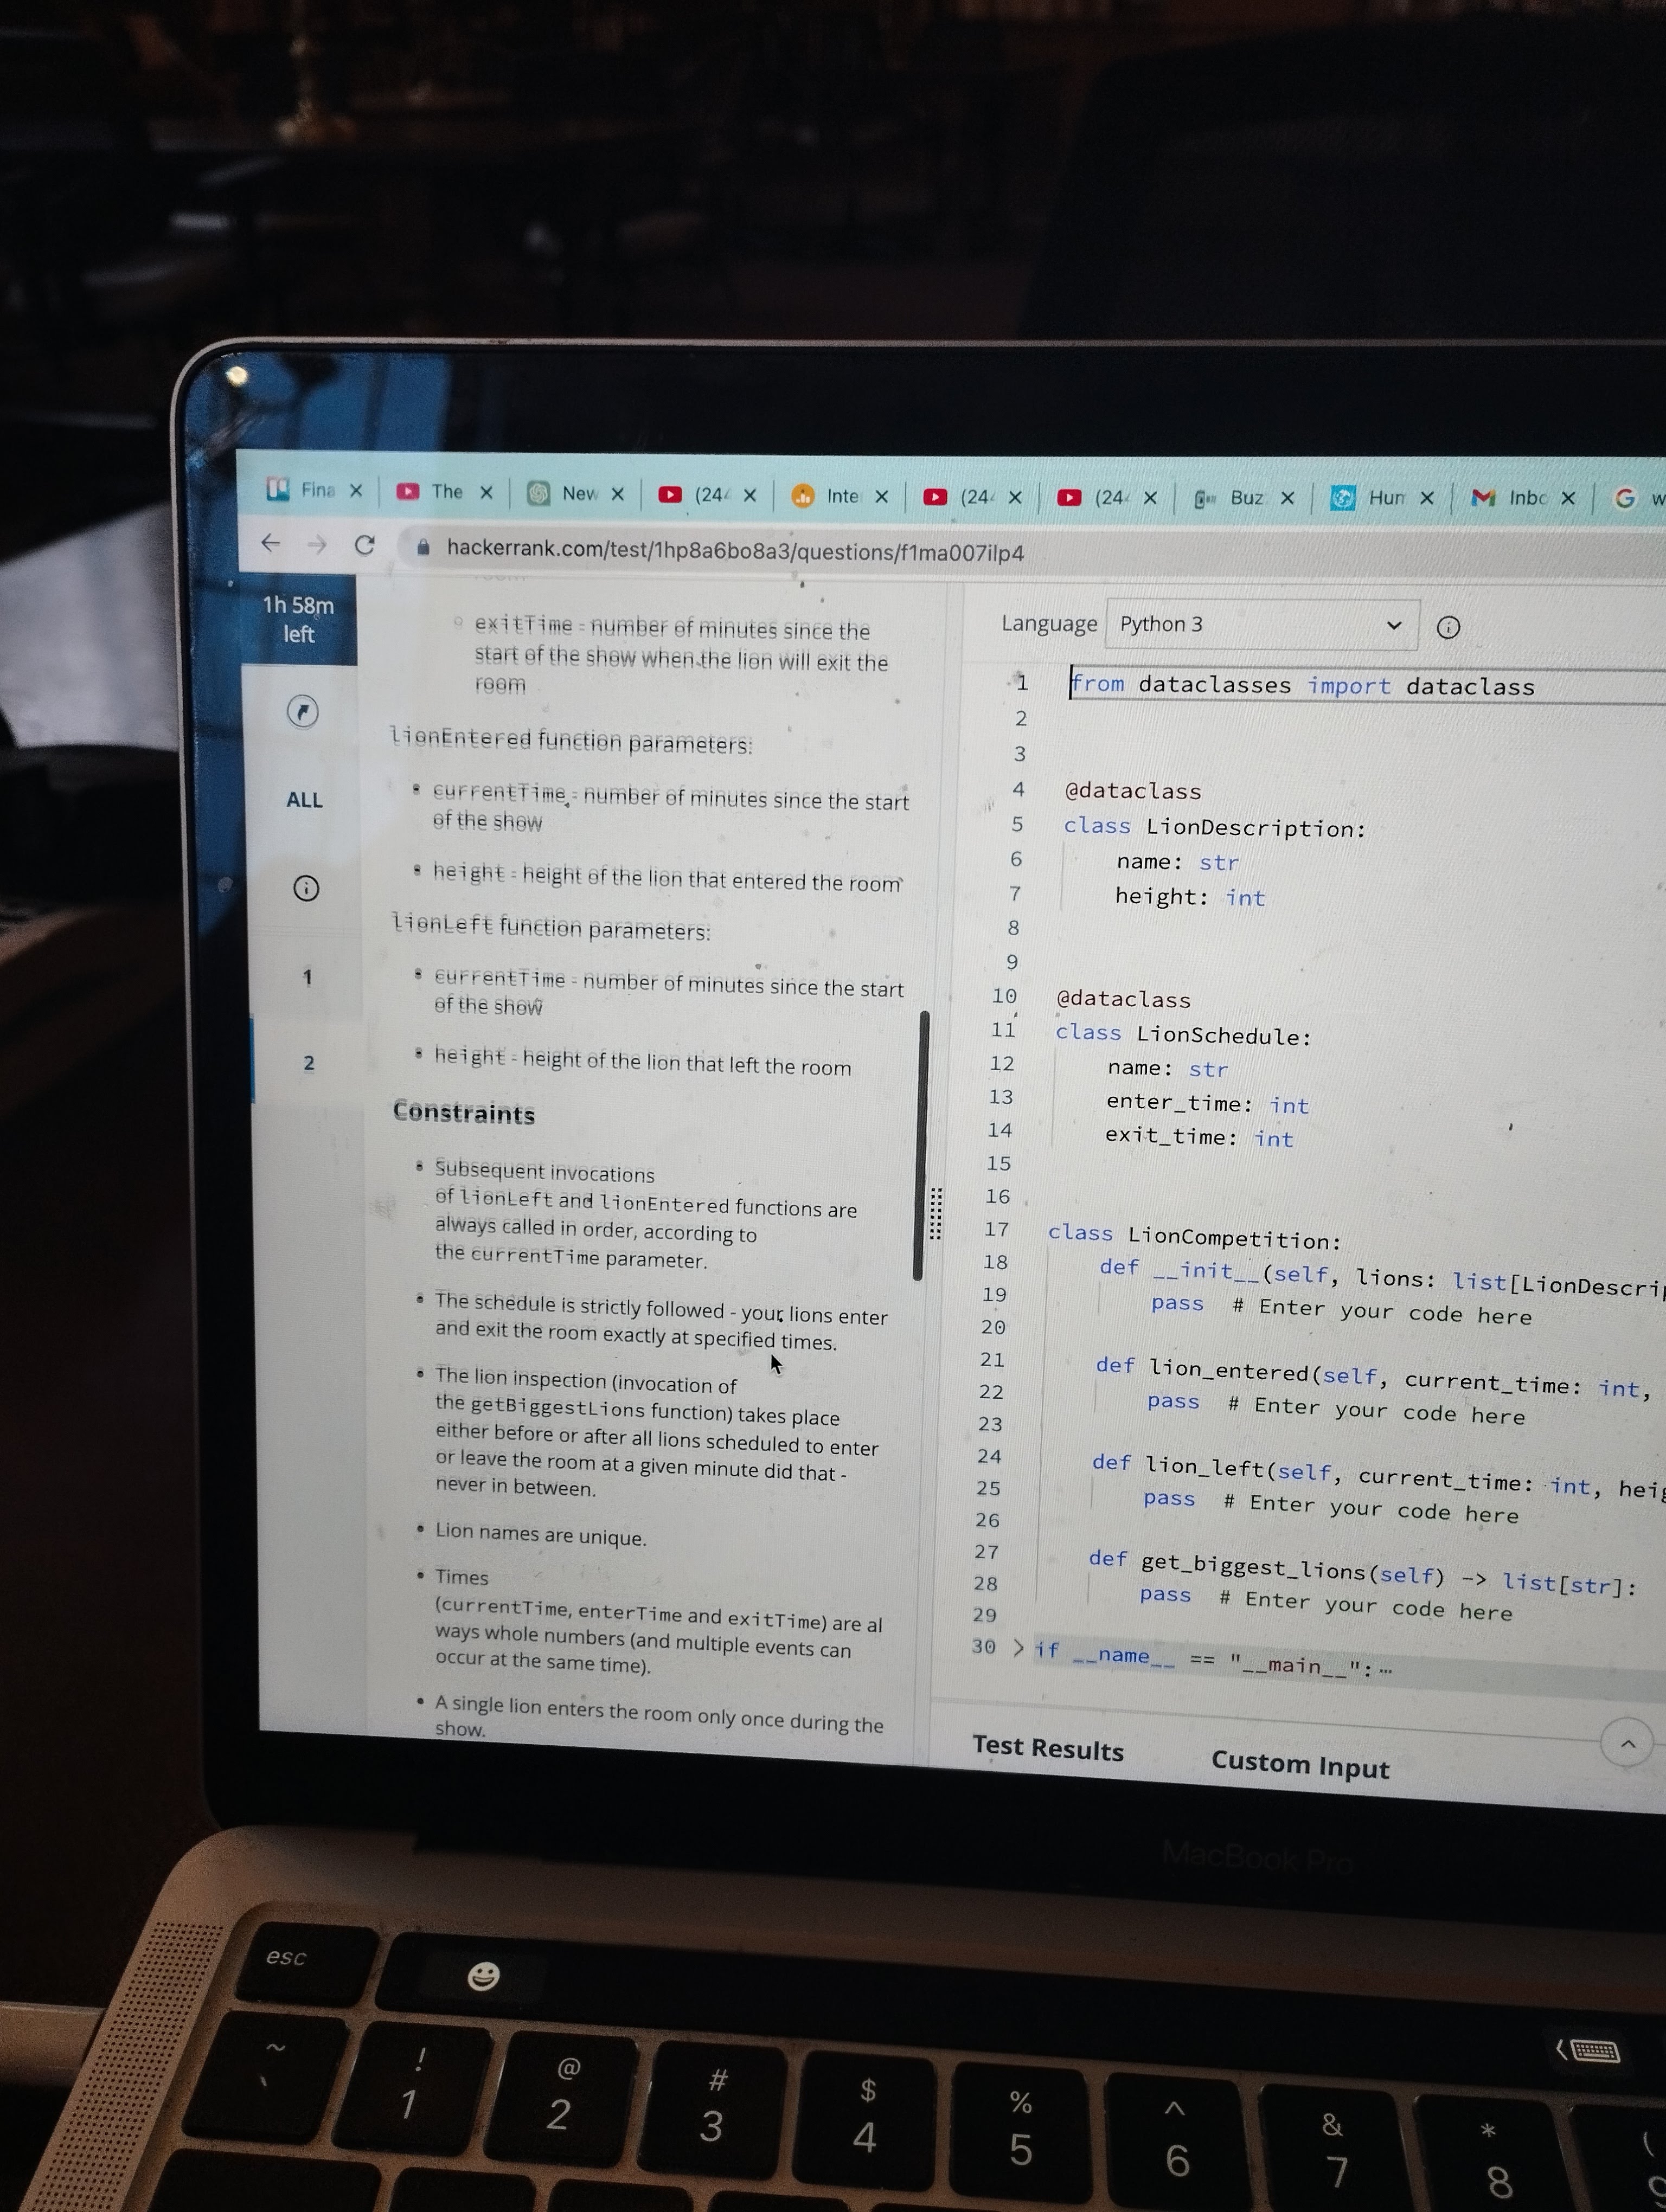 Fina
The
New
(24
Inte
(24
(24
Buz
Hun
Inbo
w
hackerrank.com/test/1hp8a6bo8a3/questions/f1ma007ilp4
1h 58m
left
ALL
1
2
exitTime - number of minutes since the
start of the show when the lion will exit the
room
lionEntered function parameters:
• currentTime - number of minutes since the start
of the show
• height - height of the lion that entered the room
lionLeft function parameters:
• currentTime - number of minutes since the start
of the show
• height - height of the lion that left the room
Constraints
• Subsequent invocations
of lionLeft and lionEntered functions are
always called in order, according to
the currentTime parameter.
• The schedule is strictly followed - your lions enter
and exit the room exactly at specified times.
• The lion inspection (invocation of
the getBiggestLions function) takes place
either before or after all lions scheduled to enter
or leave the room at a given minute did that -
never in between.
• Lion names are unique.
• Times
(currentTime, enterTime and exitTime) are al
ways whole numbers (and multiple events can
occur at the same time).
• A single lion enters the room only once during the
show.
Language Python 3
1 from dataclasses import dataclass
2
3
4 @dataclass
5 class LionDescription:
6 name: str
7 height: int
8
9
10 @dataclass
11 class LionSchedule:
12 name: str
13 enter_time: int
14 exit_time: int
15
16
17 class LionCompetition:
18 def __init__(self, lions: list[LionDescrip
19 pass # Enter your code here
20
21 def lion_entered(self, current_time: int,
22 pass # Enter your code here
23
24 def lion_left(self, current_time: int, heig
25 pass # Enter your code here
26
27 def get_biggest_lions(self) -> list[str]:
28 pass # Enter your code here
29
30 > if __name__ == "__main__":…
Test Results Custom Input
MacBook Pro
esc
~ ! @ # $ % ^ & * (
` 1 2 3 4 5 6 7 8 9